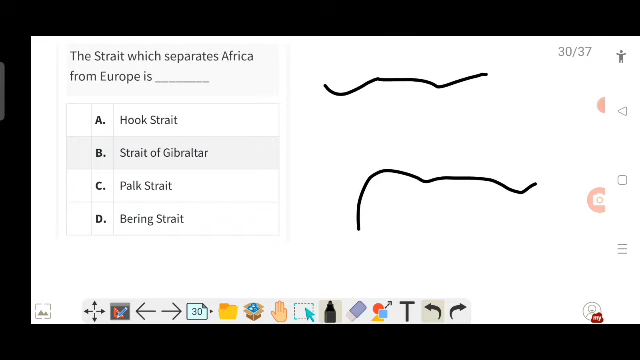 30/37
The Strait which separates Africa
from Europe is ________
A. Hook Strait
B. Strait of Gibraltar
C. Palk Strait
D. Bering Strait
30
T
my